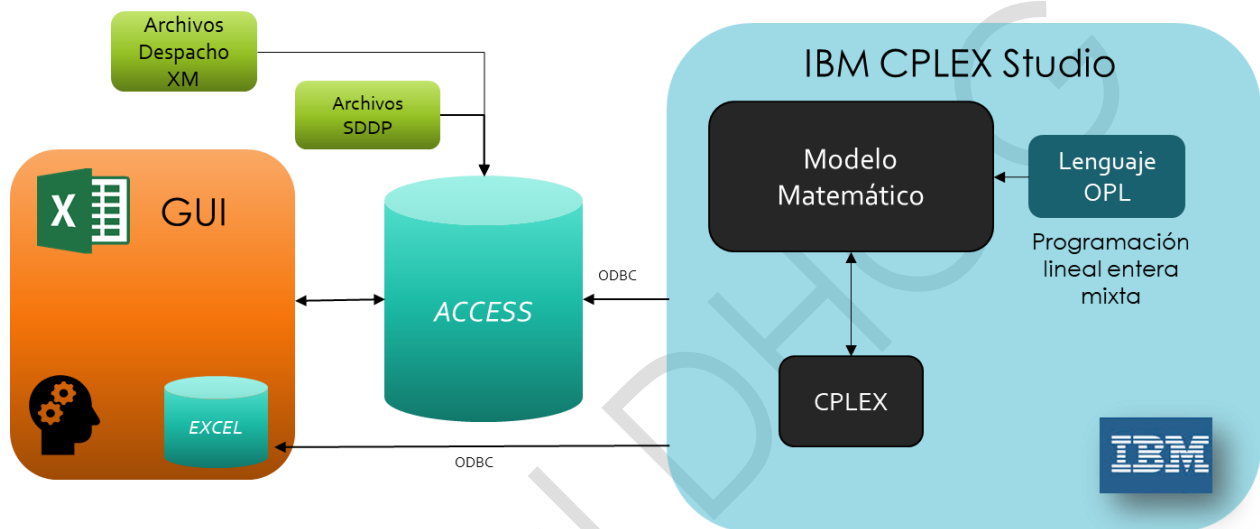 Archivos
Despacho
XM
Archivos
SDDP
IBM CPLEX Studio
Modelo
Matemático
Lenguaje
OPL
Programación
lineal entera
mixta
X
GUI
ODBC
ACCESS
CPLEX
EXCEL
ODBC
IBM
DHOG